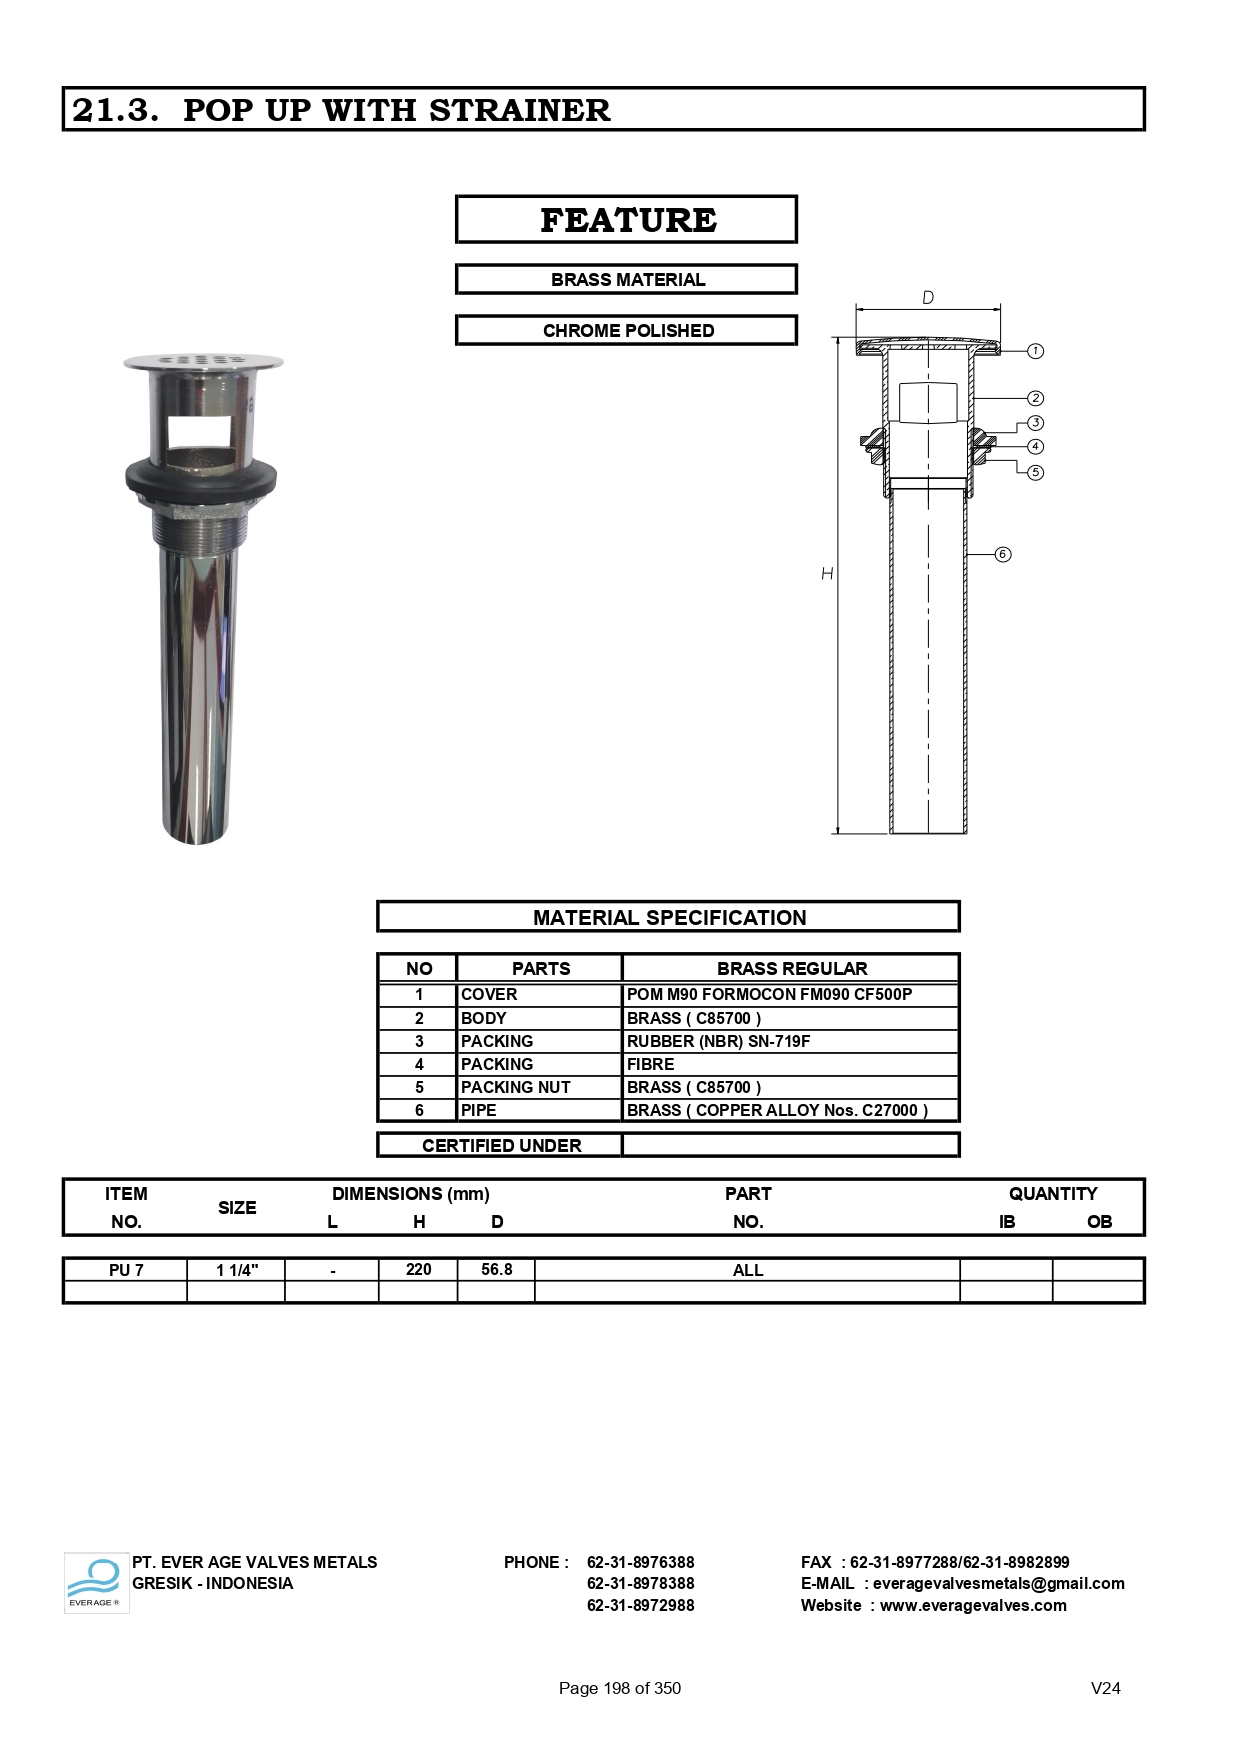 21.3. POP UP WITH STRAINER
FEATURE
BRASS MATERIAL
CHROME POLISHED
D
1
2
3
4
5
6
H
MATERIAL SPECIFICATION
NO PARTS BRASS REGULAR
1 COVER POM M90 FORMOCON FM090 CF500P
2 BODY BRASS ( C85700 )
3 PACKING RUBBER (NBR) SN-719F
4 PACKING FIBRE
5 PACKING NUT BRASS ( C85700 )
6 PIPE BRASS ( COPPER ALLOY Nos. C27000 )
CERTIFIED UNDER
ITEM NO. SIZE DIMENSIONS (mm) PART NO. QUANTITY
L H D IB OB
PU 7 1 1/4" - 220 56.8 ALL
PT. EVER AGE VALVES METALS PHONE : 62-31-8976388 FAX : 62-31-8977288/62-31-8982899
GRESIK - INDONESIA 62-31-8978388 E-MAIL : everagevalvesmetals@gmail.com
EVER AGE ® 62-31-8972988 Website : www.everagevalves.com
Page 198 of 350 V24